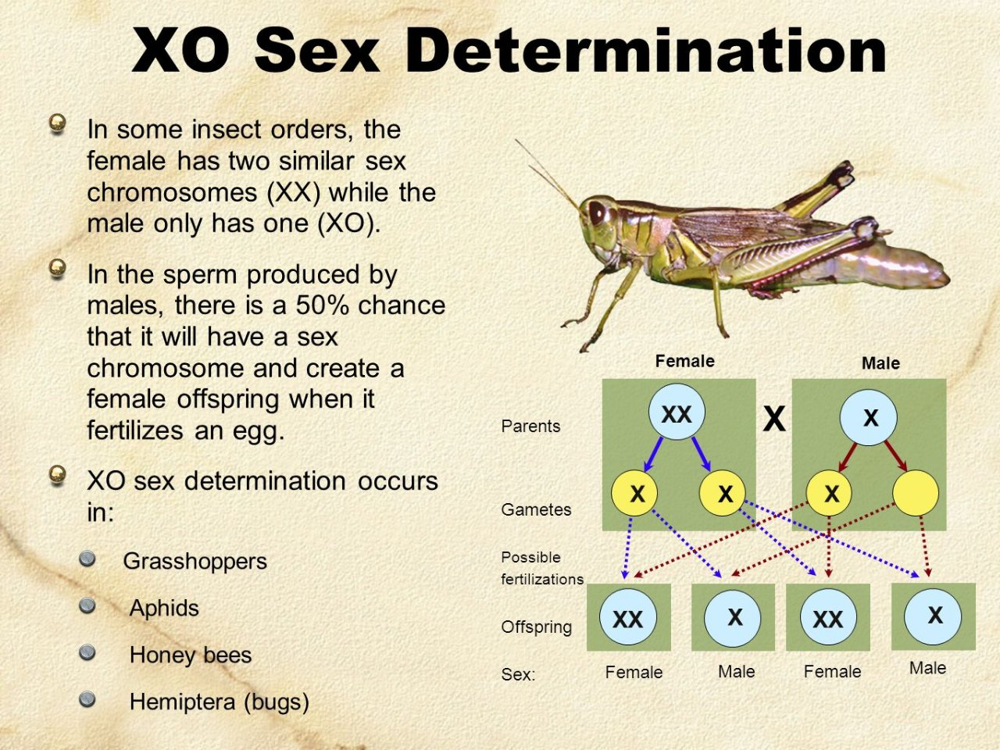 XO Sex Determination
In some insect orders, the
female has two similar sex
chromosomes (XX) while the
male only has one (XO).
In the sperm produced by
males, there is a 50% chance
that it will have a sex
chromosome and create a
female offspring when it
fertilizes an egg.
XO sex determination occurs
in:
Grasshoppers
Aphids
Honey bees
Hemiptera (bugs)
Female Male
Parents XX X X
Gametes X X X
Possible
fertilizations
Offspring XX X XX X
Sex: Female Male Female Male